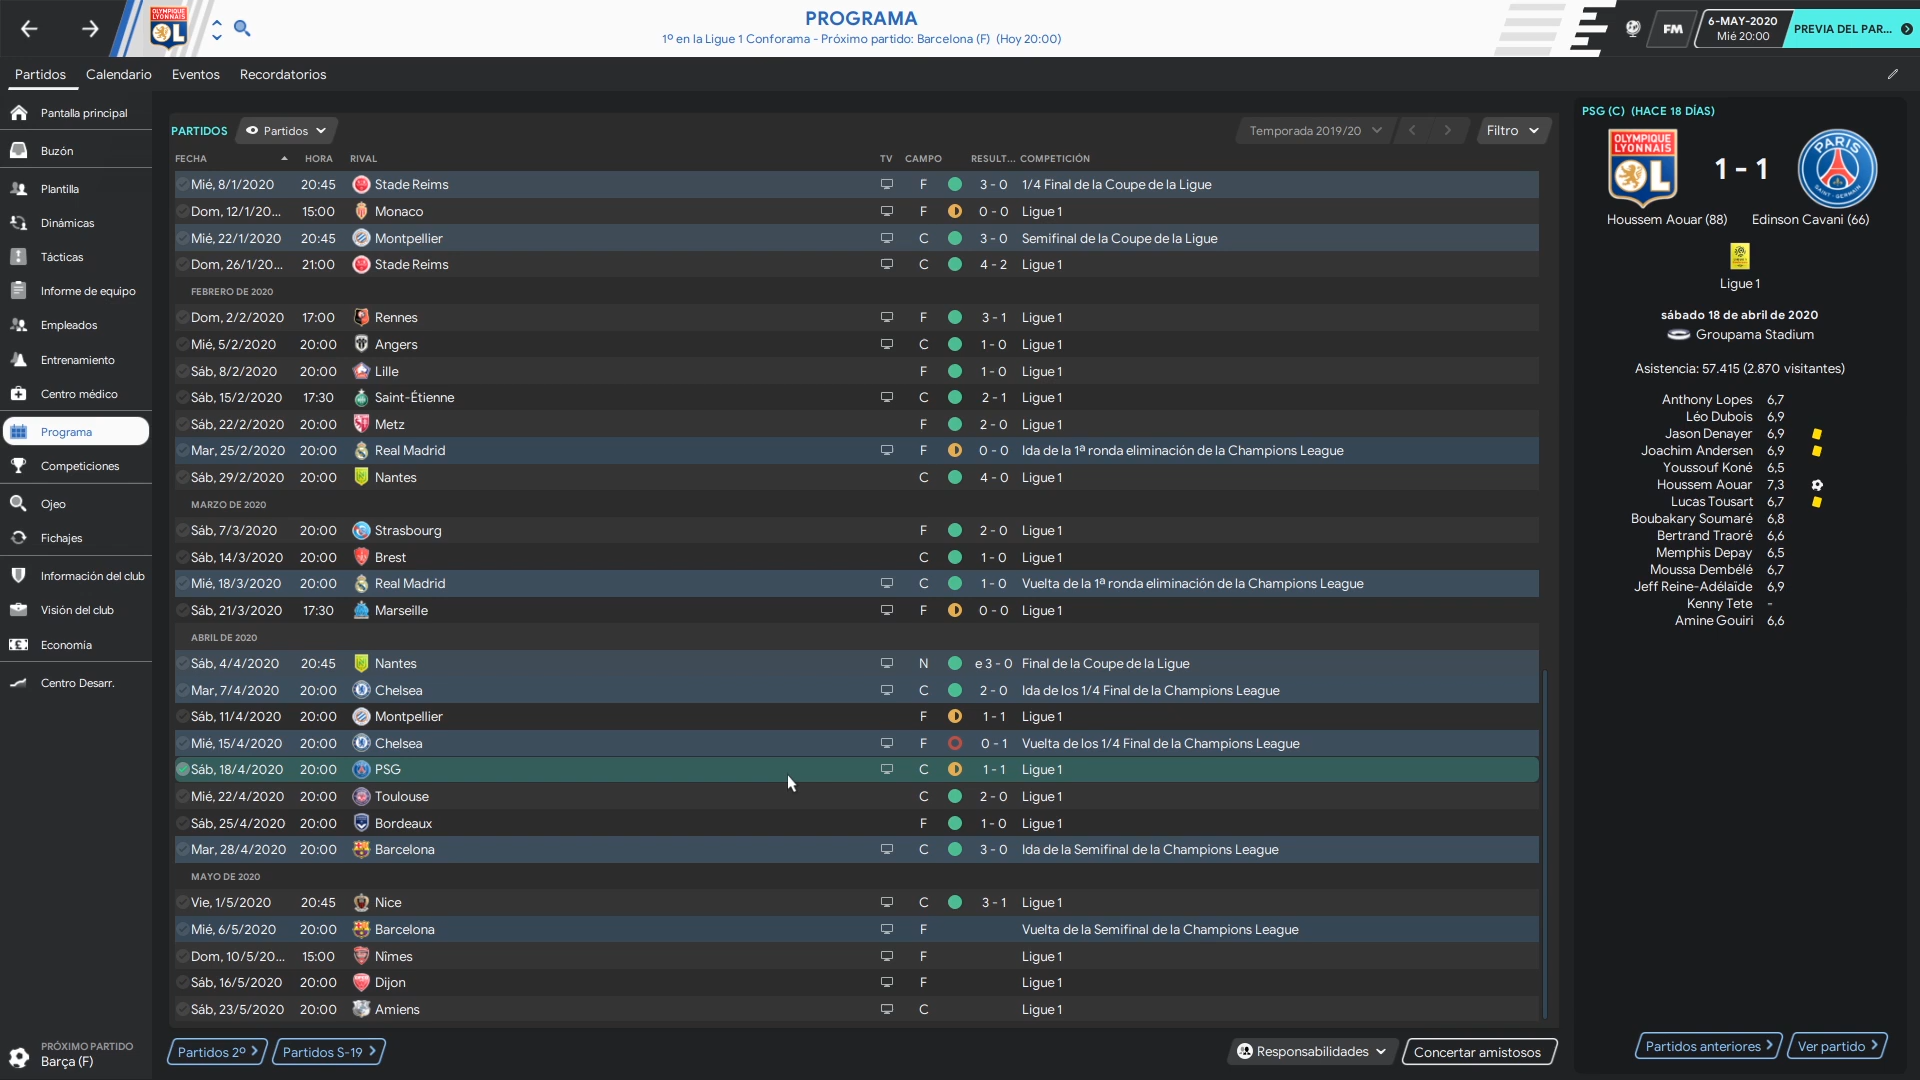 PROGRAMA
1º en la Ligue 1 Conforama - Próximo partido: Barcelona (F) (Hoy 20:00)
FM
6-MAY-2020
Mié 20:00
PREVIA DEL PAR...
Partidos Calendario Eventos Recordatorios
Pantalla principal
Buzón
Plantilla
Dinámicas
Tácticas
Informe de equipo
Empleados
Entrenamiento
Centro médico
Programa
Competiciones
Ojeo
Fichajes
Información del club
Visión del club
Economía
Centro Desarr.
PRÓXIMO PARTIDO
Barça (F)
PARTIDOS Partidos Temporada 2019/20 Filtro
FECHA HORA RIVAL TV CAMPO RESULT... COMPETICIÓN
Mié, 8/1/2020 20:45 Stade Reims F 3 - 0 1/4 Final de la Coupe de la Ligue
Dom, 12/1/20... 15:00 Monaco F 0 - 0 Ligue 1
Mié, 22/1/2020 20:45 Montpellier C 3 - 0 Semifinal de la Coupe de la Ligue
Dom, 26/1/20... 21:00 Stade Reims C 4 - 2 Ligue 1
FEBRERO DE 2020
Dom, 2/2/2020 17:00 Rennes F 3 - 1 Ligue 1
Mié, 5/2/2020 20:00 Angers C 1 - 0 Ligue 1
Sáb, 8/2/2020 20:00 Lille F 1 - 0 Ligue 1
Sáb, 15/2/2020 17:30 Saint-Étienne C 2 - 1 Ligue 1
Sáb, 22/2/2020 20:00 Metz F 2 - 0 Ligue 1
Mar, 25/2/2020 20:00 Real Madrid F 0 - 0 Ida de la 1ª ronda eliminación de la Champions League
Sáb, 29/2/2020 20:00 Nantes C 4 - 0 Ligue 1
MARZO DE 2020
Sáb, 7/3/2020 20:00 Strasbourg F 2 - 0 Ligue 1
Sáb, 14/3/2020 20:00 Brest C 1 - 0 Ligue 1
Mié, 18/3/2020 20:00 Real Madrid C 1 - 0 Vuelta de la 1ª ronda eliminación de la Champions League
Sáb, 21/3/2020 17:30 Marseille F 0 - 0 Ligue 1
ABRIL DE 2020
Sáb, 4/4/2020 20:45 Nantes N e 3 - 0 Final de la Coupe de la Ligue
Mar, 7/4/2020 20:00 Chelsea C 2 - 0 Ida de los 1/4 Final de la Champions League
Sáb, 11/4/2020 20:00 Montpellier F 1 - 1 Ligue 1
Mié, 15/4/2020 20:00 Chelsea F 0 - 1 Vuelta de los 1/4 Final de la Champions League
Sáb, 18/4/2020 20:00 PSG C 1 - 1 Ligue 1
Mié, 22/4/2020 20:00 Toulouse C 2 - 0 Ligue 1
Sáb, 25/4/2020 20:00 Bordeaux F 1 - 0 Ligue 1
Mar, 28/4/2020 20:00 Barcelona C 3 - 0 Ida de la Semifinal de la Champions League
MAYO DE 2020
Vie, 1/5/2020 20:45 Nice C 3 - 1 Ligue 1
Mié, 6/5/2020 20:00 Barcelona F Vuelta de la Semifinal de la Champions League
Dom, 10/5/20... 15:00 Nîmes F Ligue 1
Sáb, 16/5/2020 20:00 Dijon F Ligue 1
Sáb, 23/5/2020 20:00 Amiens C Ligue 1
Partidos 2º Partidos S-19 Responsabilidades Concertar amistosos
PSG (C) (HACE 18 DÍAS)
OLYMPIQUE
LYONNAIS
OL
PARIS
SAINT-GERMAIN
1 - 1
Houssem Aouar (88) Edinson Cavani (66)
Ligue 1
sábado 18 de abril de 2020
Groupama Stadium
Asistencia: 57.415 (2.870 visitantes)
Anthony Lopes 6,7
Léo Dubois 6,9
Jason Denayer 6,9
Joachim Andersen 6,9
Youssouf Koné 6,5
Houssem Aouar 7,3
Lucas Tousart 6,7
Boubakary Soumaré 6,8
Bertrand Traoré 6,6
Memphis Depay 6,5
Moussa Dembélé 6,7
Jeff Reine-Adélaïde 6,9
Kenny Tete -
Amine Gouiri 6,6
Partidos anteriores Ver partido